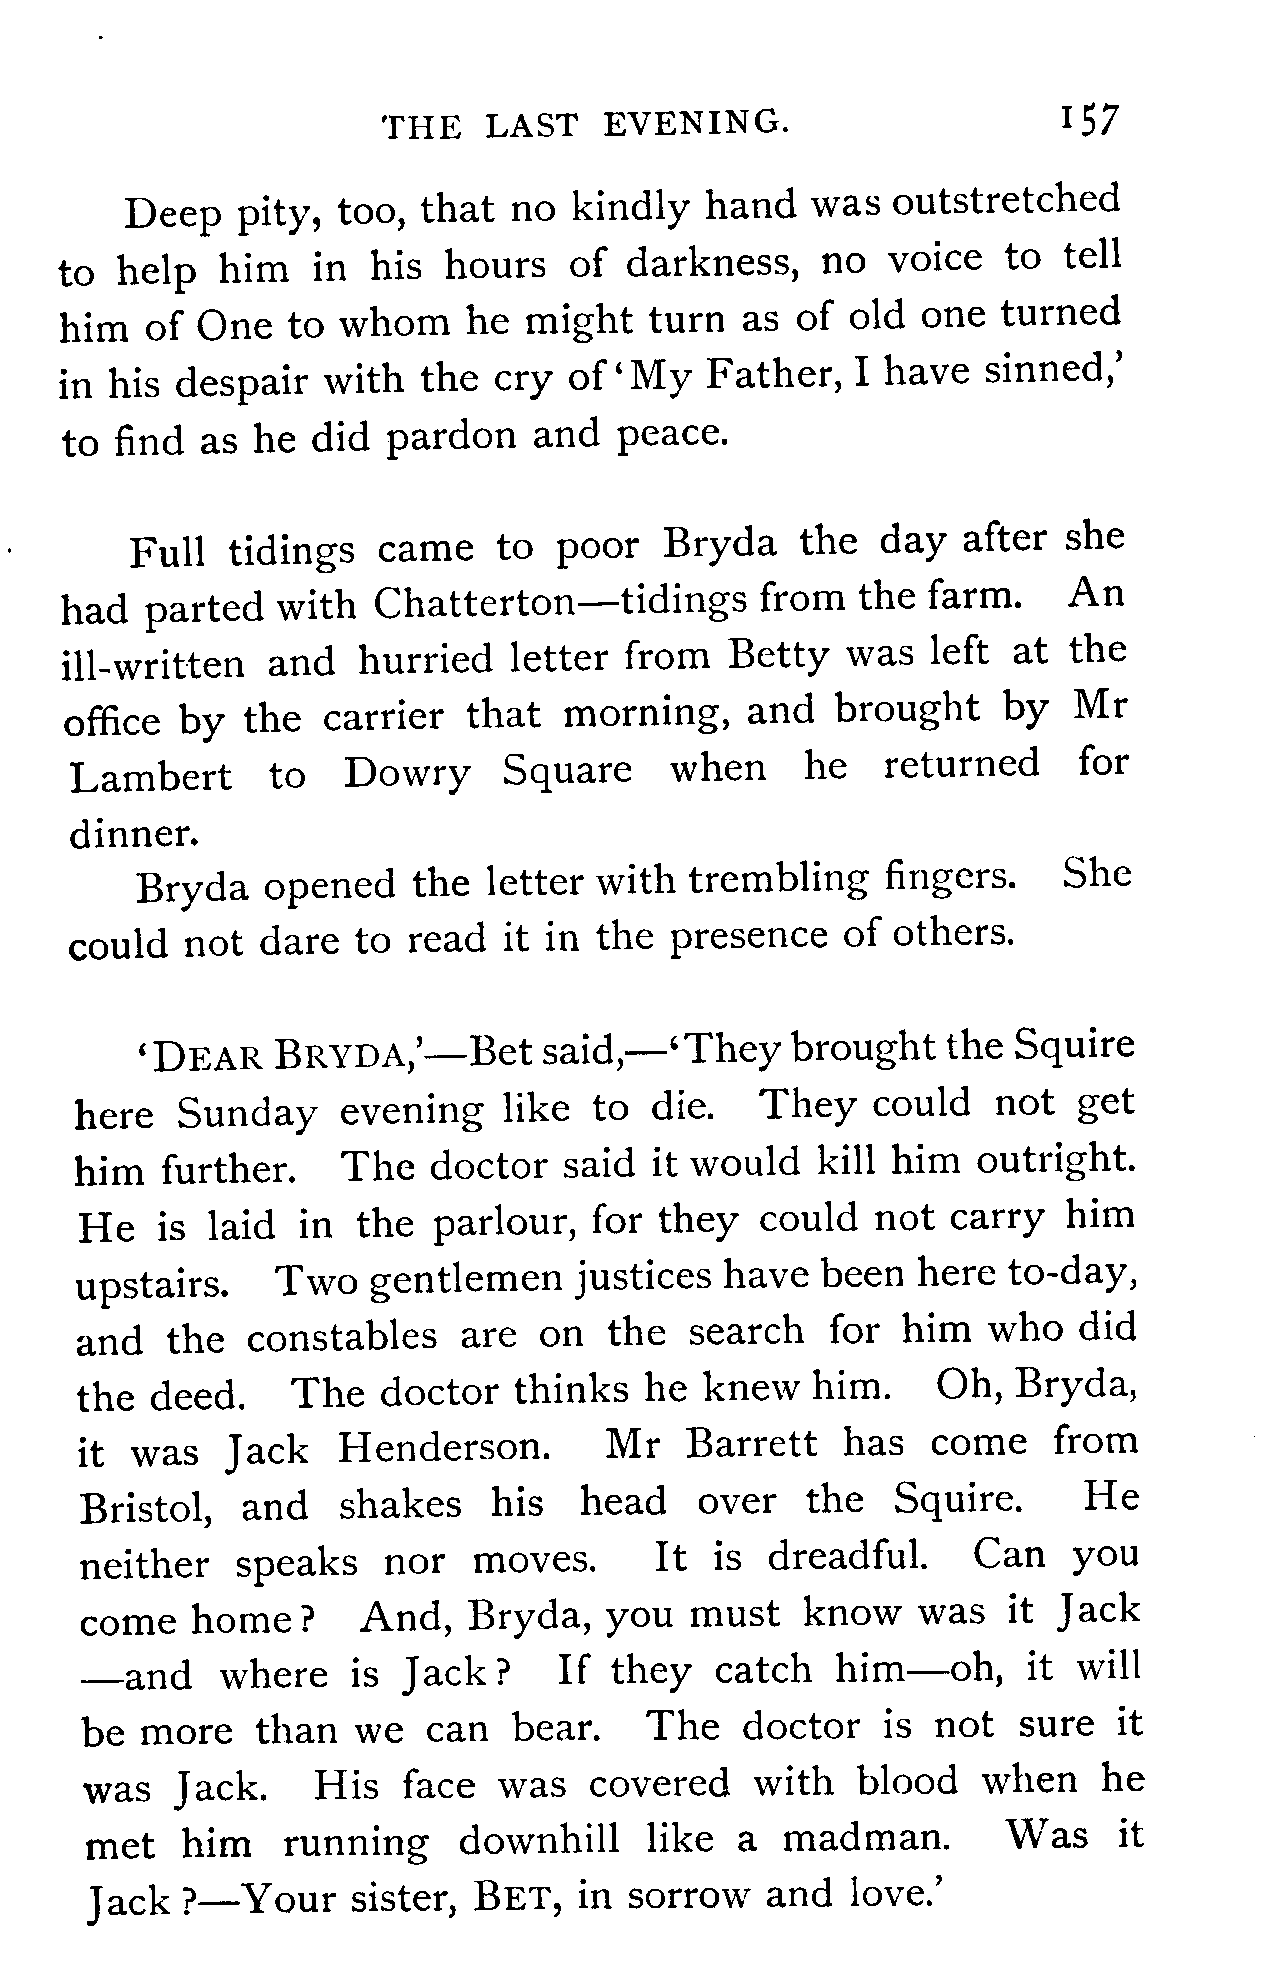 THE LAST EVENING. 157
Deep pity, too, that no kindly hand was outstretched
to help him in his hours of darkness, no voice to tell
him of One to whom he might turn as of old one turned
in his despair with the cry of ‘My Father, I have sinned,’
to find as he did pardon and peace.
Full tidings came to poor Bryda the day after she
had parted with Chatterton—tidings from the farm. An
ill-written and hurried letter from Betty was left at the
office by the carrier that morning, and brought by Mr
Lambert to Dowry Square when he returned for
dinner.
Bryda opened the letter with trembling fingers. She
could not dare to read it in the presence of others.
‘DEAR BRYDA,’—Bet said,—‘They brought the Squire
here Sunday evening like to die. They could not get
him further. The doctor said it would kill him outright.
He is laid in the parlour, for they could not carry him
upstairs. Two gentlemen justices have been here to-day,
and the constables are on the search for him who did
the deed. The doctor thinks he knew him. Oh, Bryda,
it was Jack Henderson. Mr Barrett has come from
Bristol, and shakes his head over the Squire. He
neither speaks nor moves. It is dreadful. Can you
come home? And, Bryda, you must know was it Jack
—and where is Jack? If they catch him—oh, it will
be more than we can bear. The doctor is not sure it
was Jack. His face was covered with blood when he
met him running downhill like a madman. Was it
Jack?—Your sister, BET, in sorrow and love.’